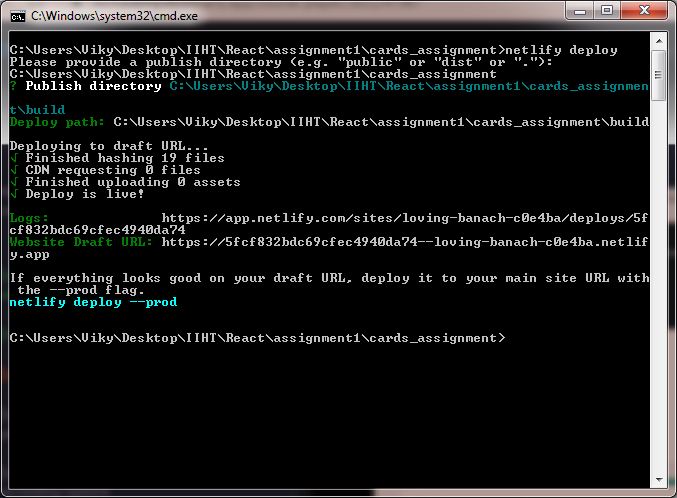 C:\Windows\system32\cmd.exe
C:\Users\Viky\Desktop\IIHT\React\assignment1\cards_assignment>netlify deploy
Please provide a publish directory (e.g. "public" or "dist" or "."):
C:\Users\Viky\Desktop\IIHT\React\assignment1\cards_assignment
? Publish directory C:\Users\Viky\Desktop\IIHT\React\assignment1\cards_assignmen
t\build
Deploy path: C:\Users\Viky\Desktop\IIHT\React\assignment1\cards_assignment\build
Deploying to draft URL...
√ Finished hashing 19 files
√ CDN requesting 0 files
√ Finished uploading 0 assets
√ Deploy is live!
Logs: https://app.netlify.com/sites/loving-banach-c0e4ba/deploys/5f
cf832bdc69cfec4940da74
Website Draft URL: https://5fcf832bdc69cfec4940da74--loving-banach-c0e4ba.netlif
y.app
If everything looks good on your draft URL, deploy it to your main site URL with
the --prod flag.
netlify deploy --prod
C:\Users\Viky\Desktop\IIHT\React\assignment1\cards_assignment>